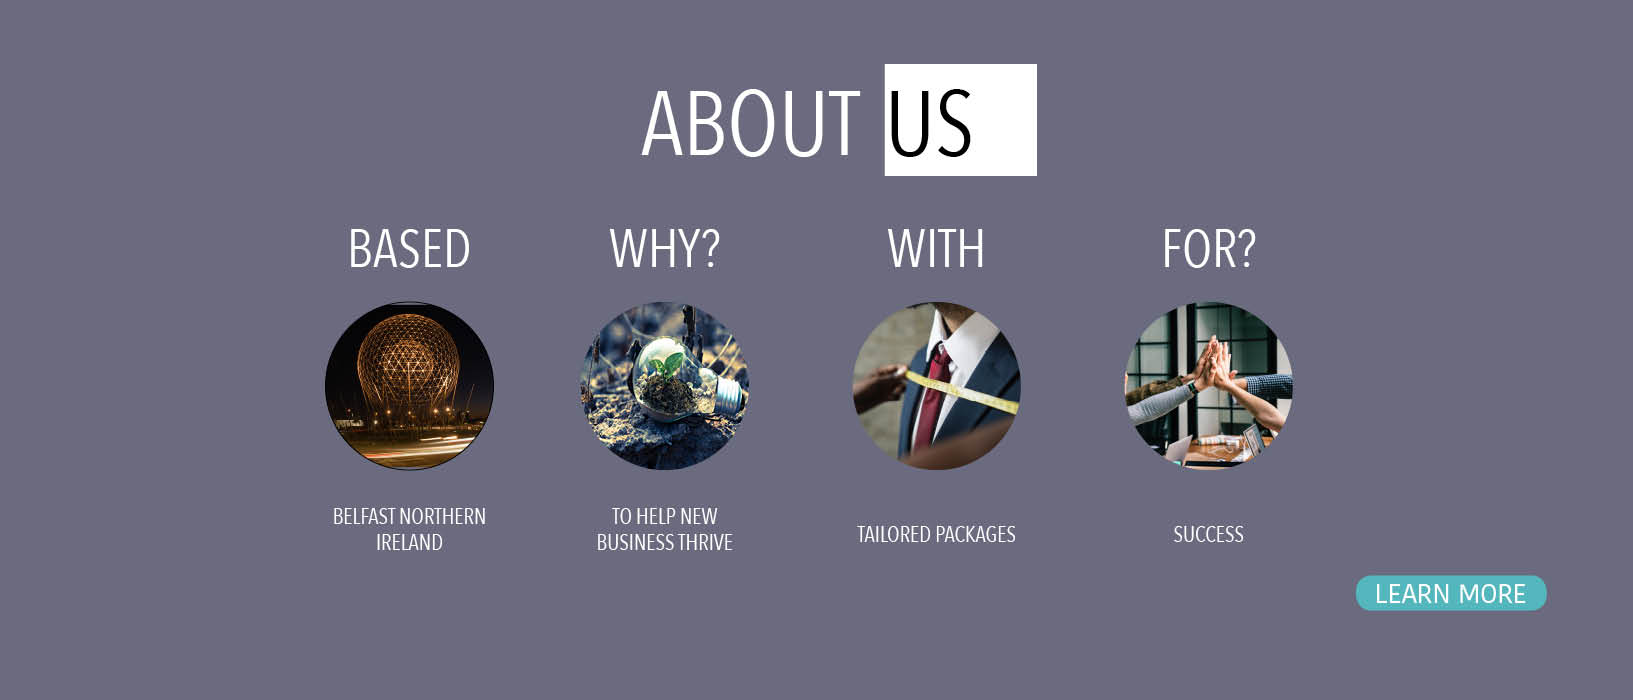 ABOUT US
BASED
WHY?
WITH
FOR?
BELFAST NORTHERN
IRELAND
TO HELP NEW
BUSINESS THRIVE
TAILORED PACKAGES
SUCCESS
LEARN MORE